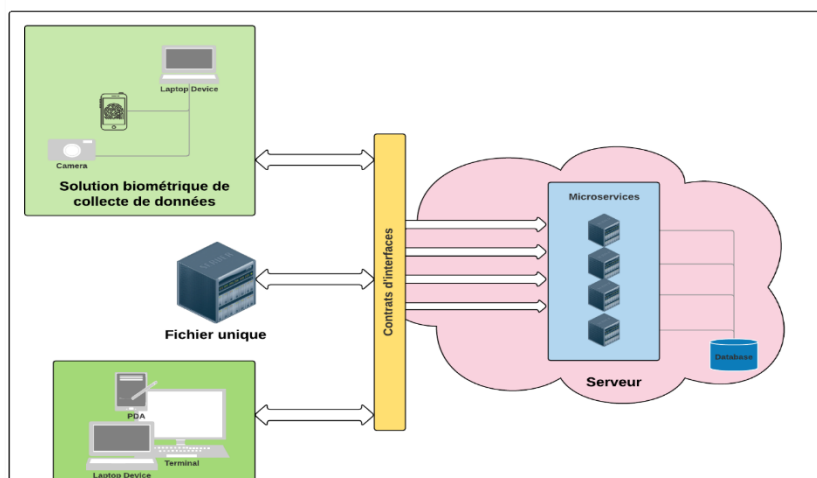 Laptop Device
Camera
Solution biométrique de
collecte de données
Fichier unique
PDA
Terminal
Laptop Device
Contrats d'interfaces
Microservices
Database
Serveur